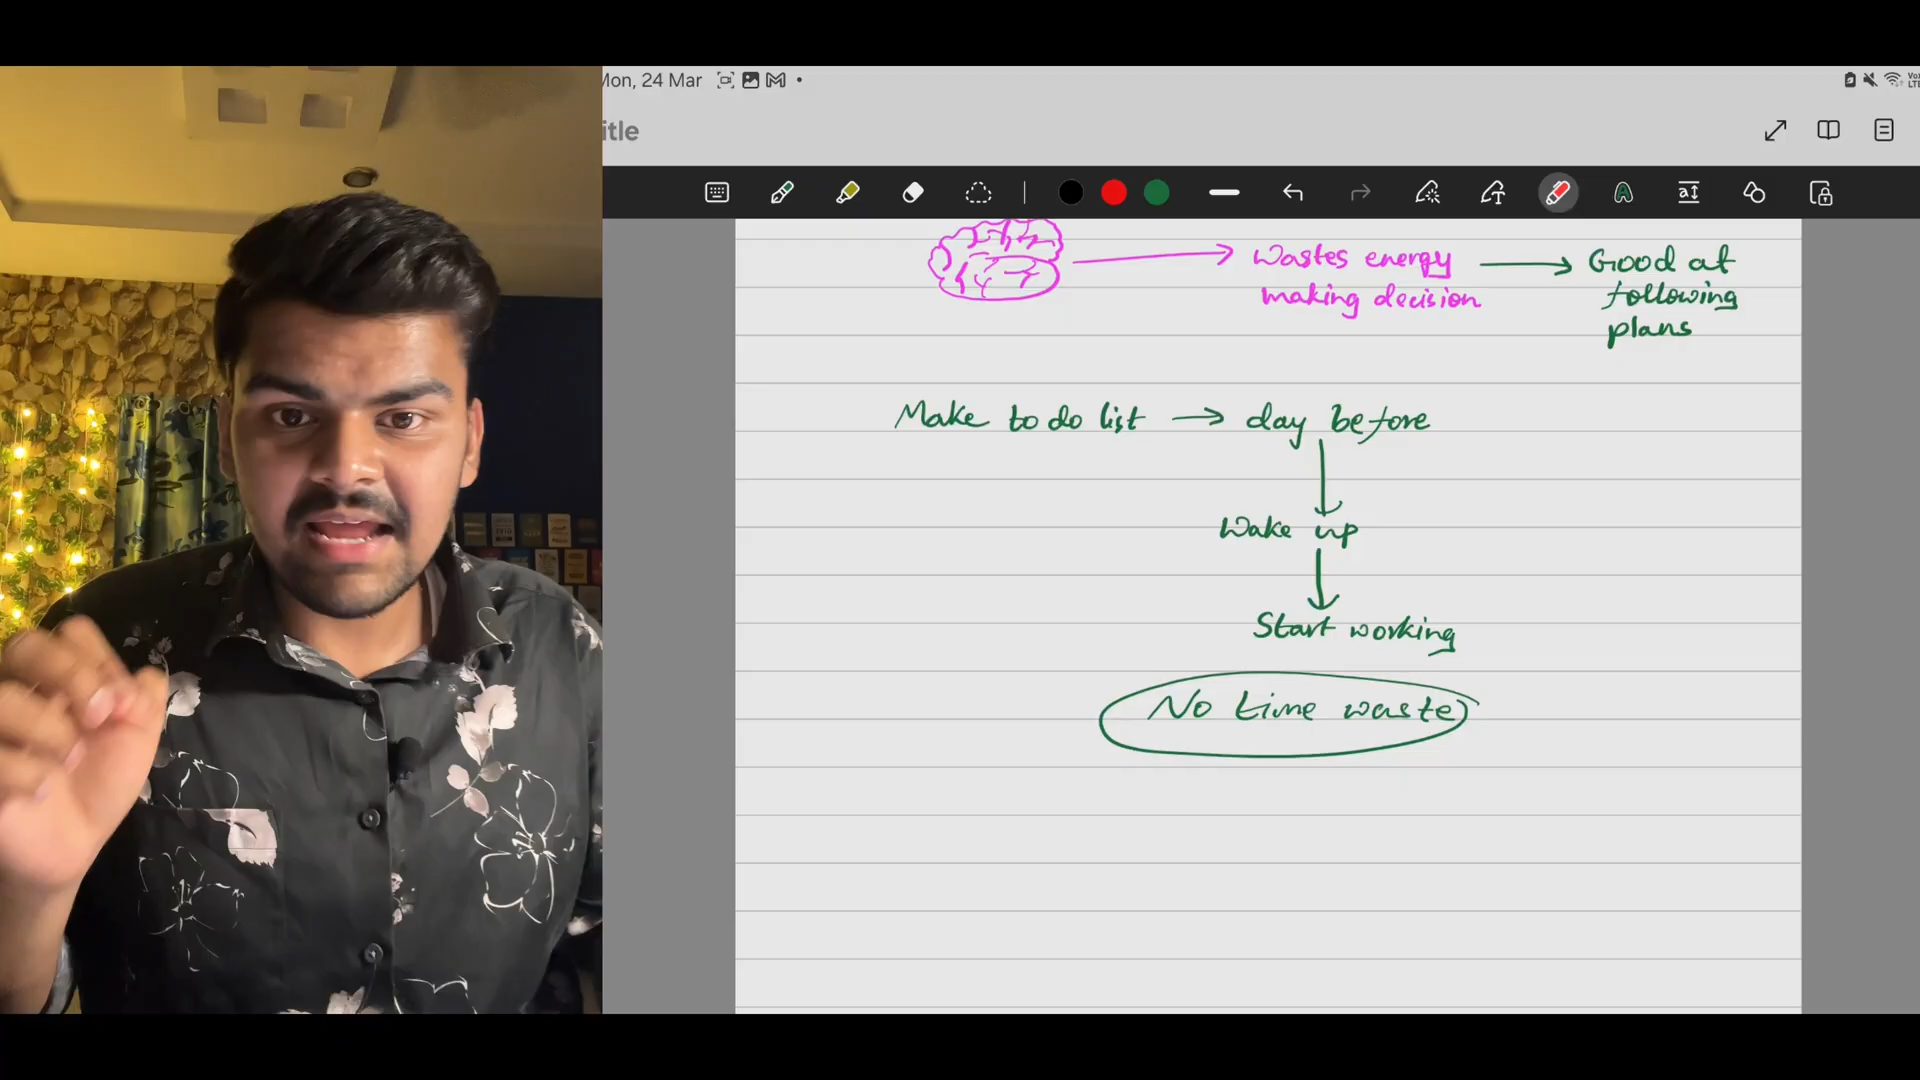 Mon, 24 Mar
itle
Wastes energy
making decision
Good at
following
plans
Make to do list → day before
Wake up
Start working
No time waste